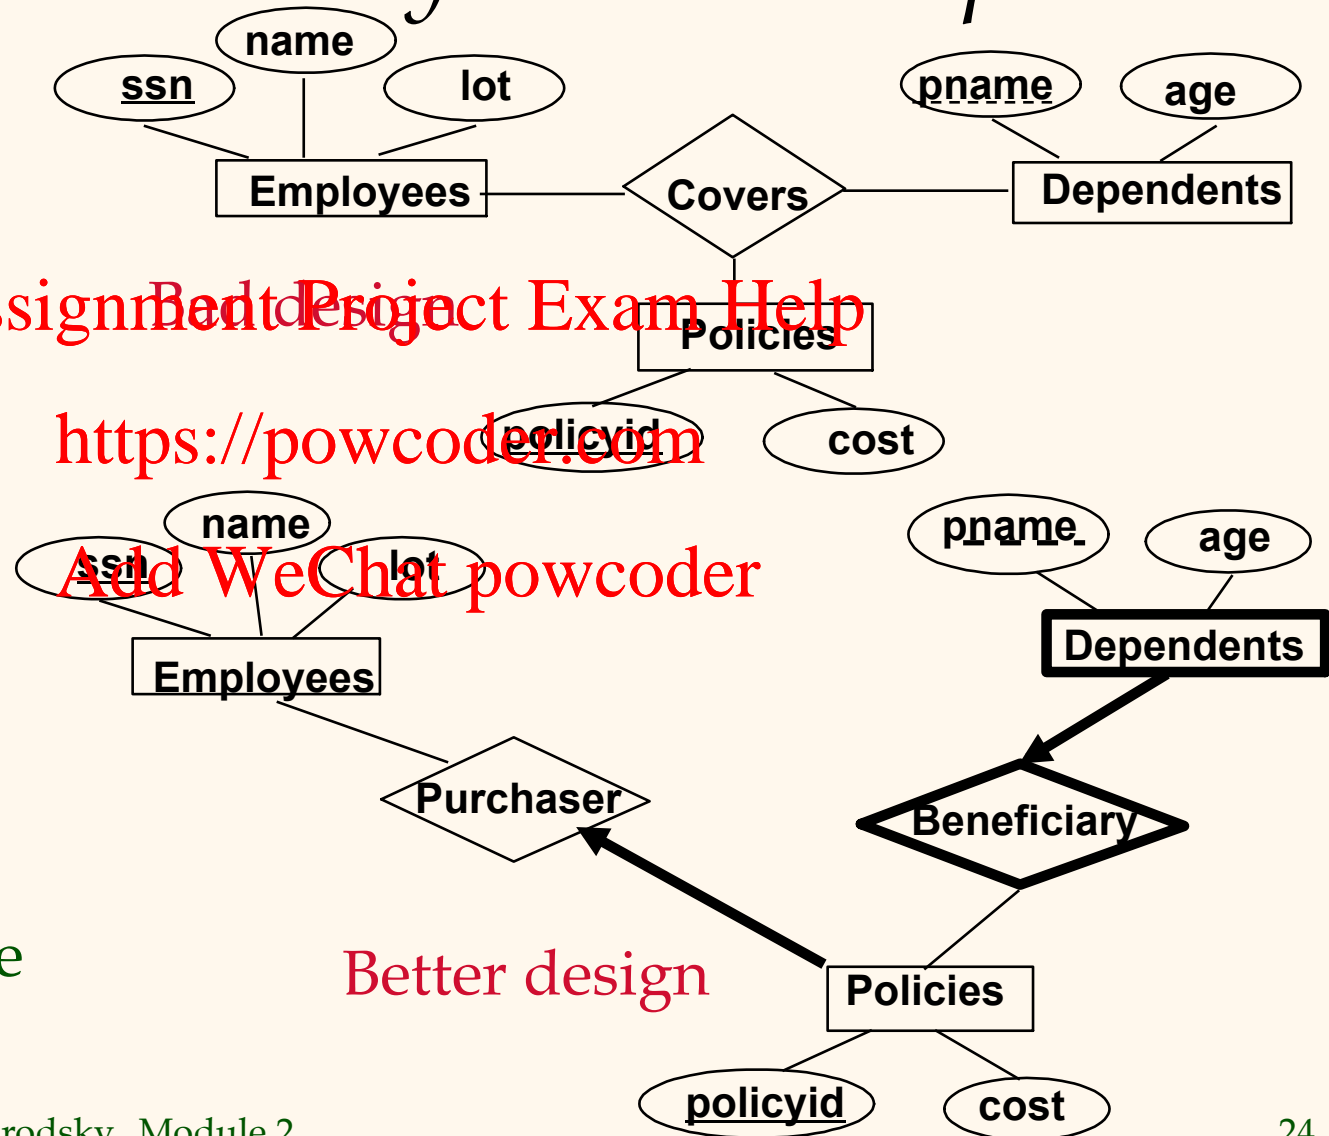 name
ssn lot pname age
Employees Covers Dependents
Bad design
ssignment Project Exam Help
Policies
https://powcoder.com
policyid cost
name pname age
ssn lot
Add WeChat powcoder
Dependents
Employees
Purchaser Beneficiary
e
Better design
Policies
policyid cost
rodsky, Module 2 24